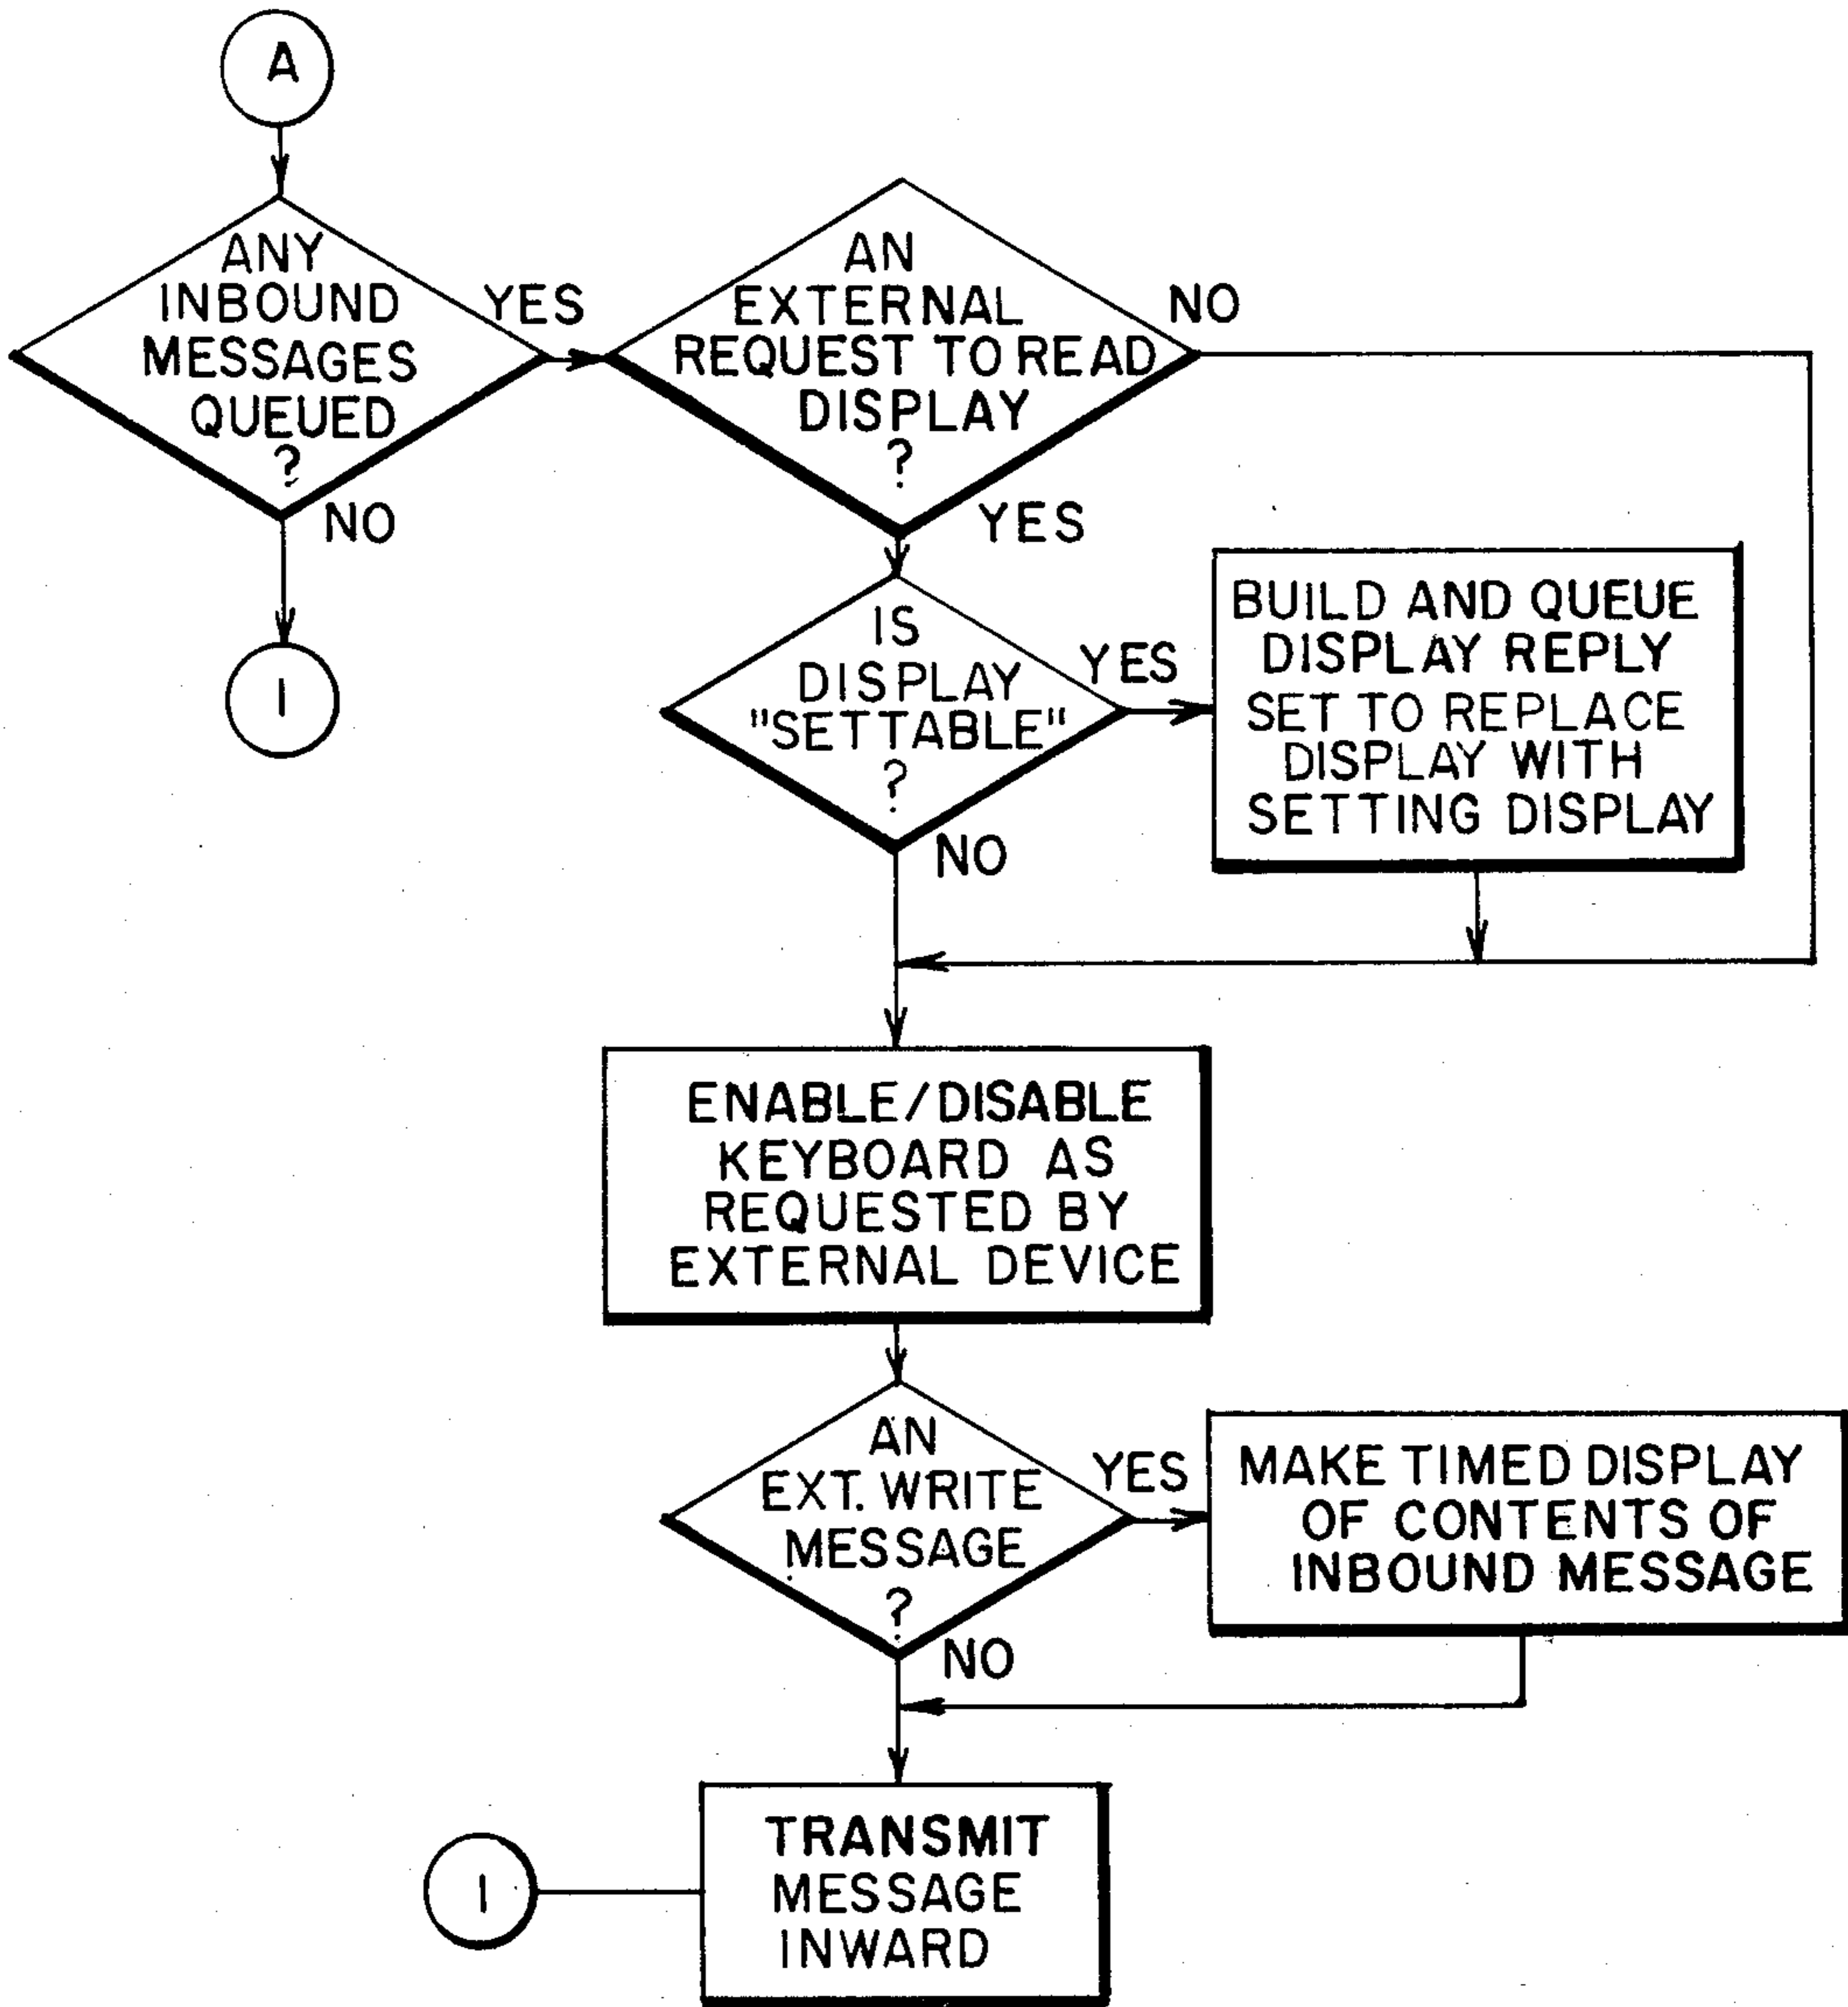 A
ANY
INBOUND
MESSAGES
QUEUED
?
YES
NO
I
AN
EXTERNAL
REQUEST TO READ
DISPLAY
?
NO
YES
IS
DISPLAY
"SETTABLE"
?
YES
NO
BUILD AND QUEUE
DISPLAY REPLY
SET TO REPLACE
DISPLAY WITH
SETTING DISPLAY
ENABLE/DISABLE
KEYBOARD AS
REQUESTED BY
EXTERNAL DEVICE
AN
EXT. WRITE
MESSAGE
?
YES
NO
MAKE TIMED DISPLAY
OF CONTENTS OF
INBOUND MESSAGE
TRANSMIT
MESSAGE
INWARD
I